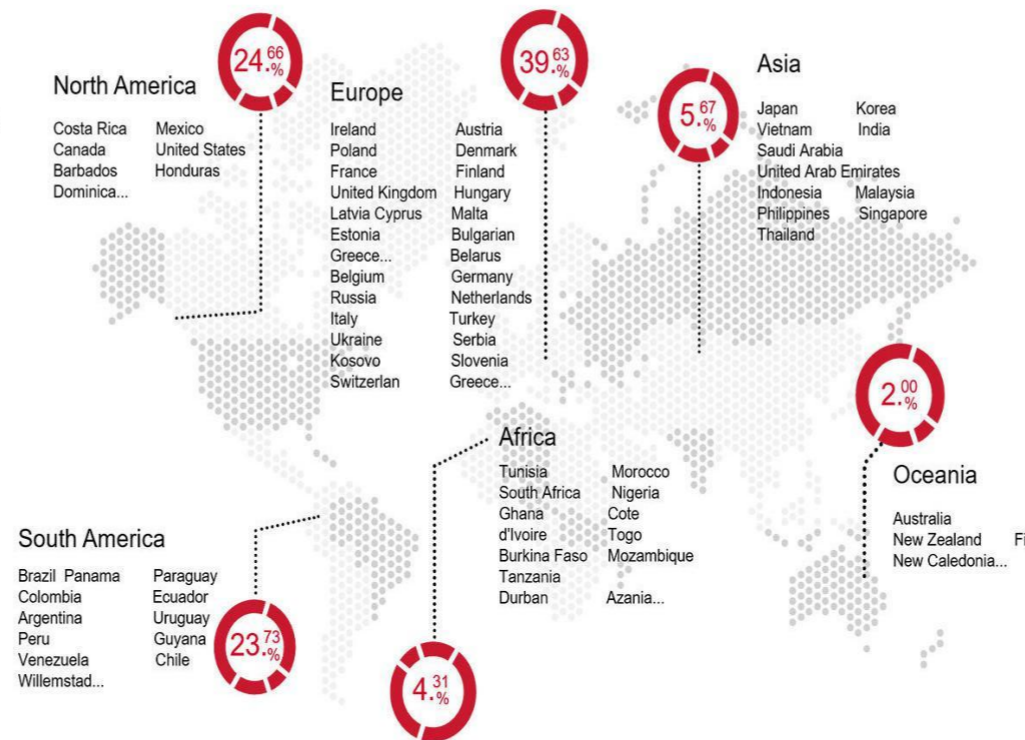 24.66%
North America
Costa Rica Mexico
Canada United States
Barbados Honduras
Dominica...
39.63%
Europe
Ireland Austria
Poland Denmark
France Finland
United Kingdom Hungary
Latvia Cyprus Malta
Estonia Bulgarian
Greece... Belarus
Belgium Germany
Russia Netherlands
Italy Turkey
Ukraine Serbia
Kosovo Slovenia
Switzerlan Greece...
5.67%
Asia
Japan Korea
Vietnam India
Saudi Arabia
United Arab Emirates
Indonesia Malaysia
Philippines Singapore
Thailand
2.00%
Oceania
Australia
New Zealand Fi
New Caledonia...
Africa
Tunisia Morocco
South Africa Nigeria
Ghana Cote
d'Ivoire Togo
Burkina Faso Mozambique
Tanzania
Durban Azania...
4.31%
South America
Brazil Panama Paraguay
Colombia Ecuador
Argentina Uruguay
Peru Guyana
Venezuela Chile
Willemstad...
23.73%